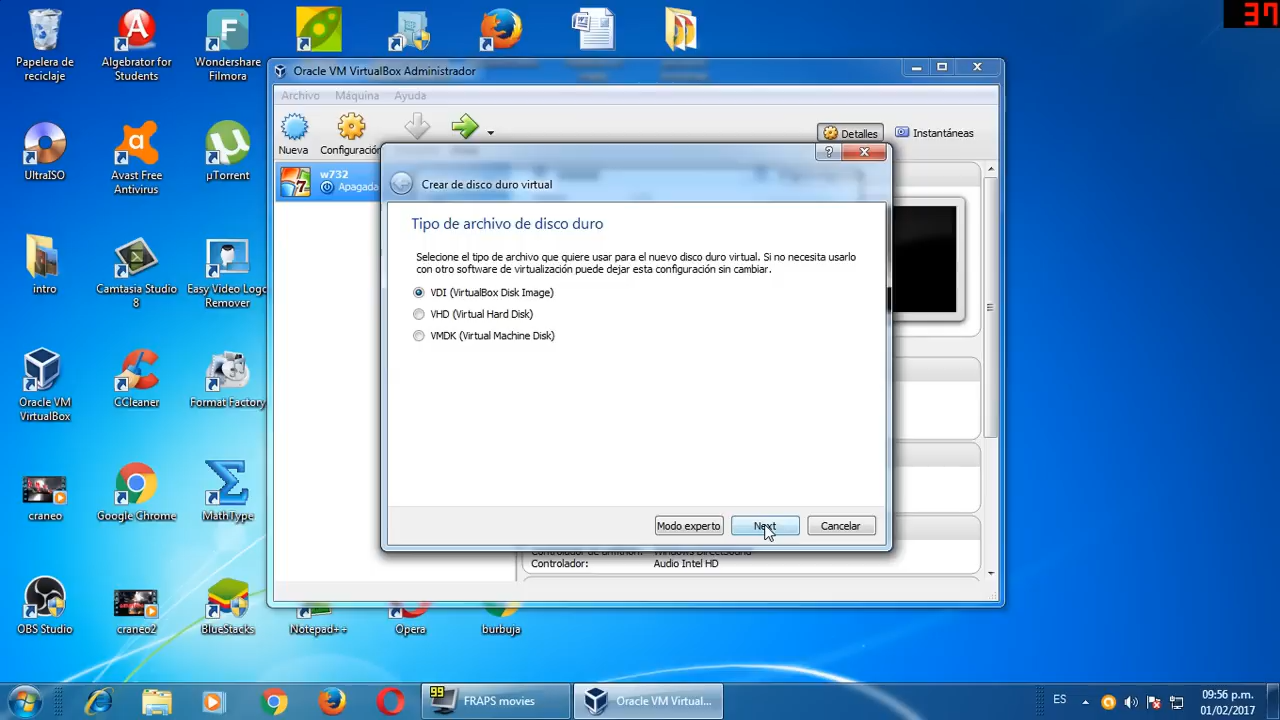 37
Papelera de
reciclaje
Algebrator for
Students
Wondershare
Filmora
UltraISO
Avast Free
Antivirus
µTorrent
intro
Camtasia Studio
8
Easy Video Logo
Remover
Oracle VM
VirtualBox
CCleaner
Format Factory
craneo
Google Chrome
MathType
OBS Studio
craneo2
BlueStacks
Notepad++
Opera
burbuja
Oracle VM VirtualBox Administrador
Archivo Máquina Ayuda
Nueva
Configuración
Detalles
Instantáneas
w732
Apagada
Crear de disco duro virtual
Tipo de archivo de disco duro
Selecione el tipo de archivo que quiere usar para el nuevo disco duro virtual. Si no necesita usarlo
con otro software de virtualización puede dejar esta configuración sin cambiar.
VDI (VirtualBox Disk Image)
VHD (Virtual Hard Disk)
VMDK (Virtual Machine Disk)
Modo experto
Next
Cancelar
Controlador de anfitrión: Windows DirectSound
Controlador: Audio Intel HD
99
FRAPS movies
Oracle VM Virtual...
ES
09:56 p.m.
01/02/2017